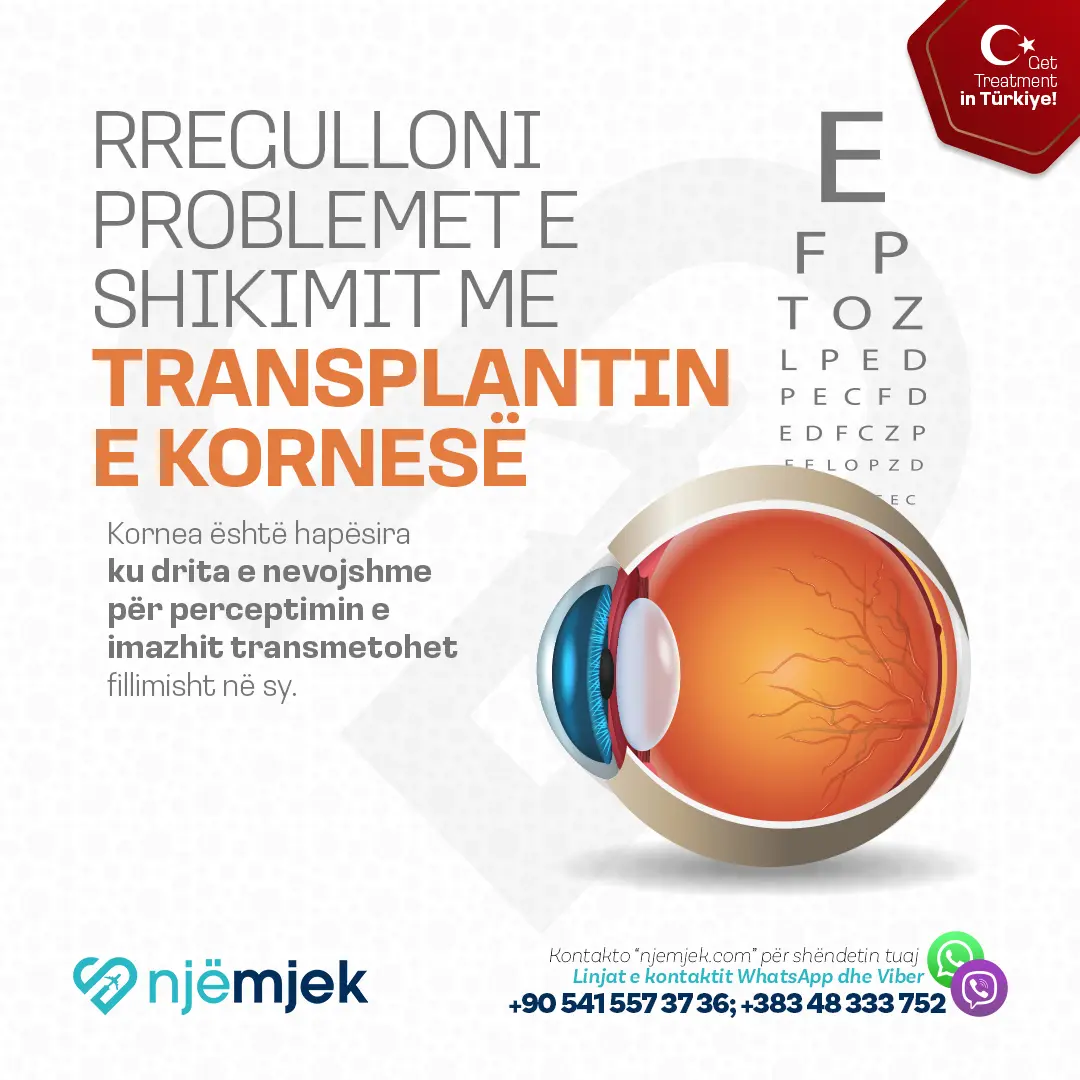 Get
Treatment
in Türkiye!
RREGULLONI
PROBLEMET E
SHIKIMIT ME
TRANSPLANTIN
E KORNESË
Kornea është hapësira
ku drita e nevojshme
për perceptimin e
imazhit transmetohet
fillimisht në sy.
E
F P
T O Z
L P E D
P E C F D
E D F C Z P
F E L O P Z D
E C
njëmjek
Kontakto "njemjek.com" për shëndetin tuaj
Linjat e kontaktit WhatsApp dhe Viber
+90 541 557 37 36; +383 48 333 752